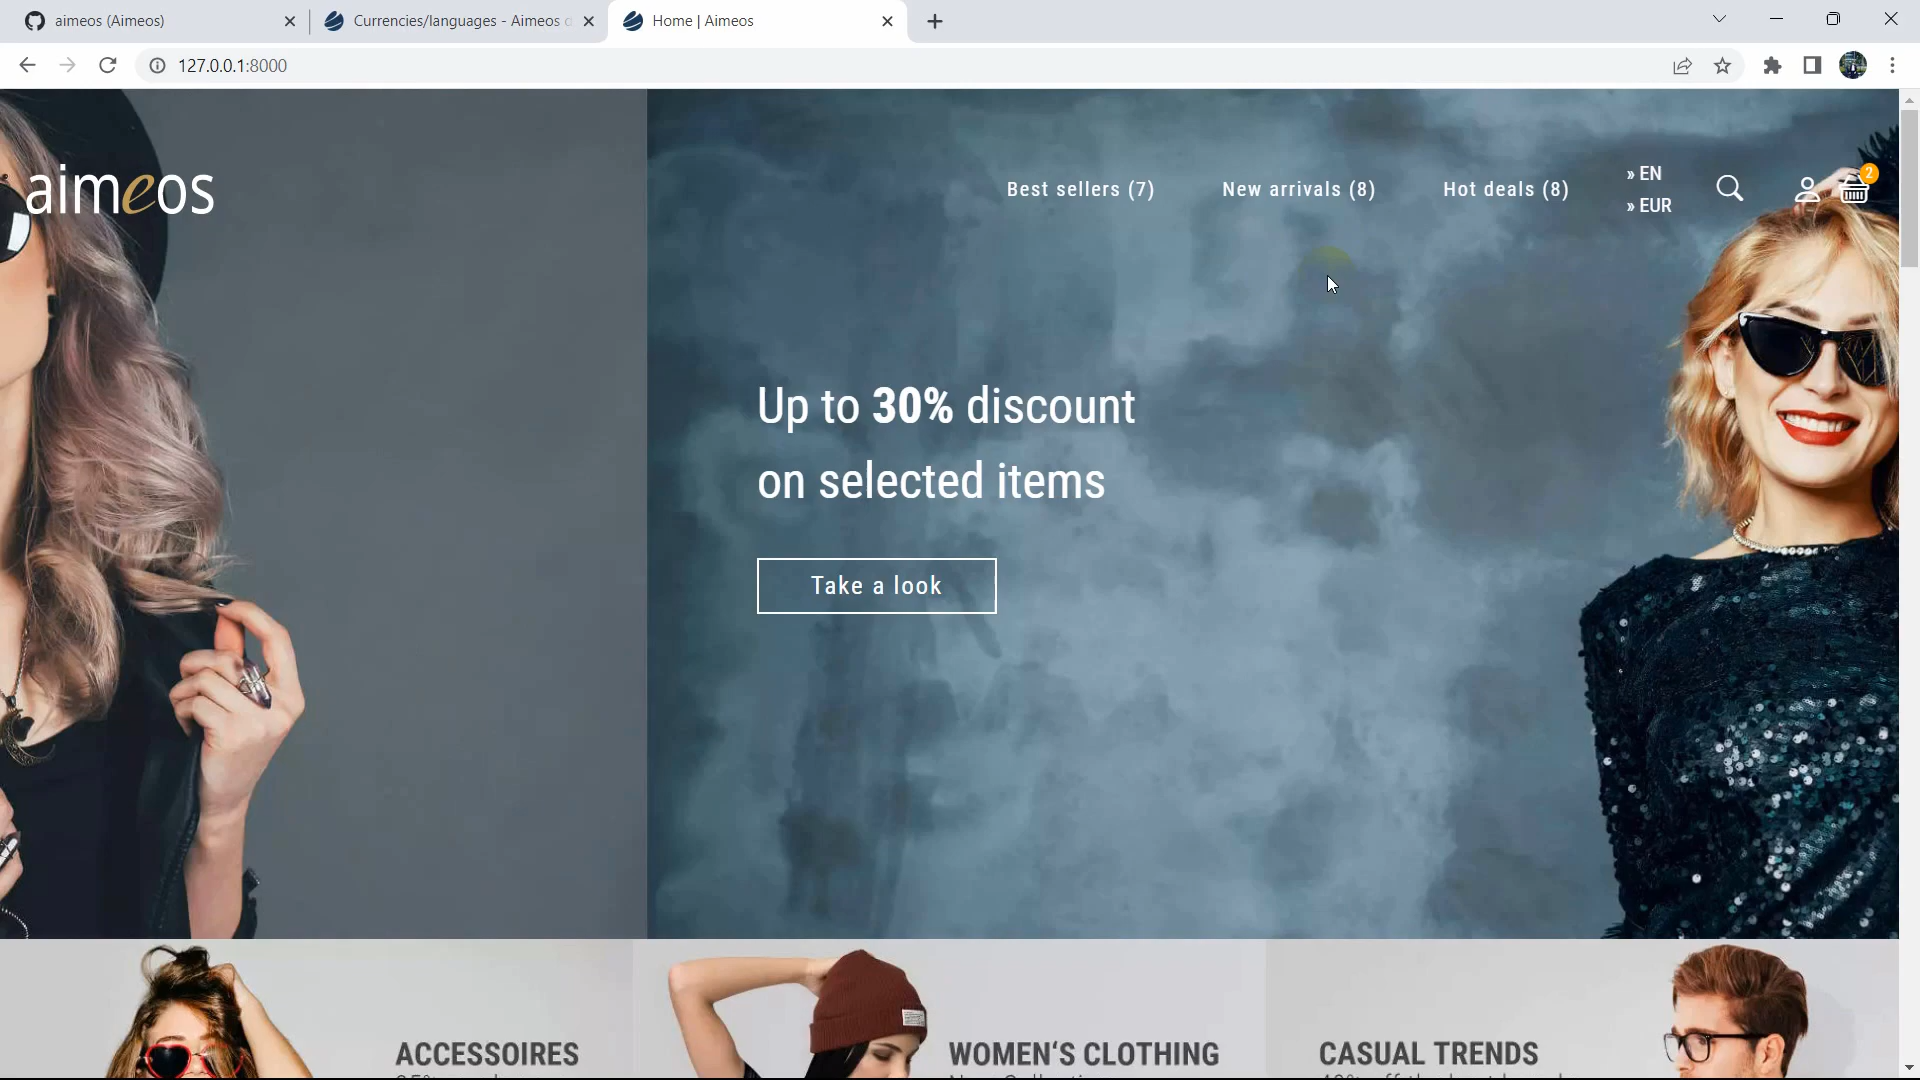 aimeos (Aimeos)
Currencies/languages - Aimeos
Home | Aimeos
127.0.0.1:8000
aimeos
Best sellers (7)
New arrivals (8)
Hot deals (8)
» EN
» EUR
2
Up to 30% discount
on selected items
Take a look
ACCESSOIRES
WOMEN'S CLOTHING
CASUAL TRENDS